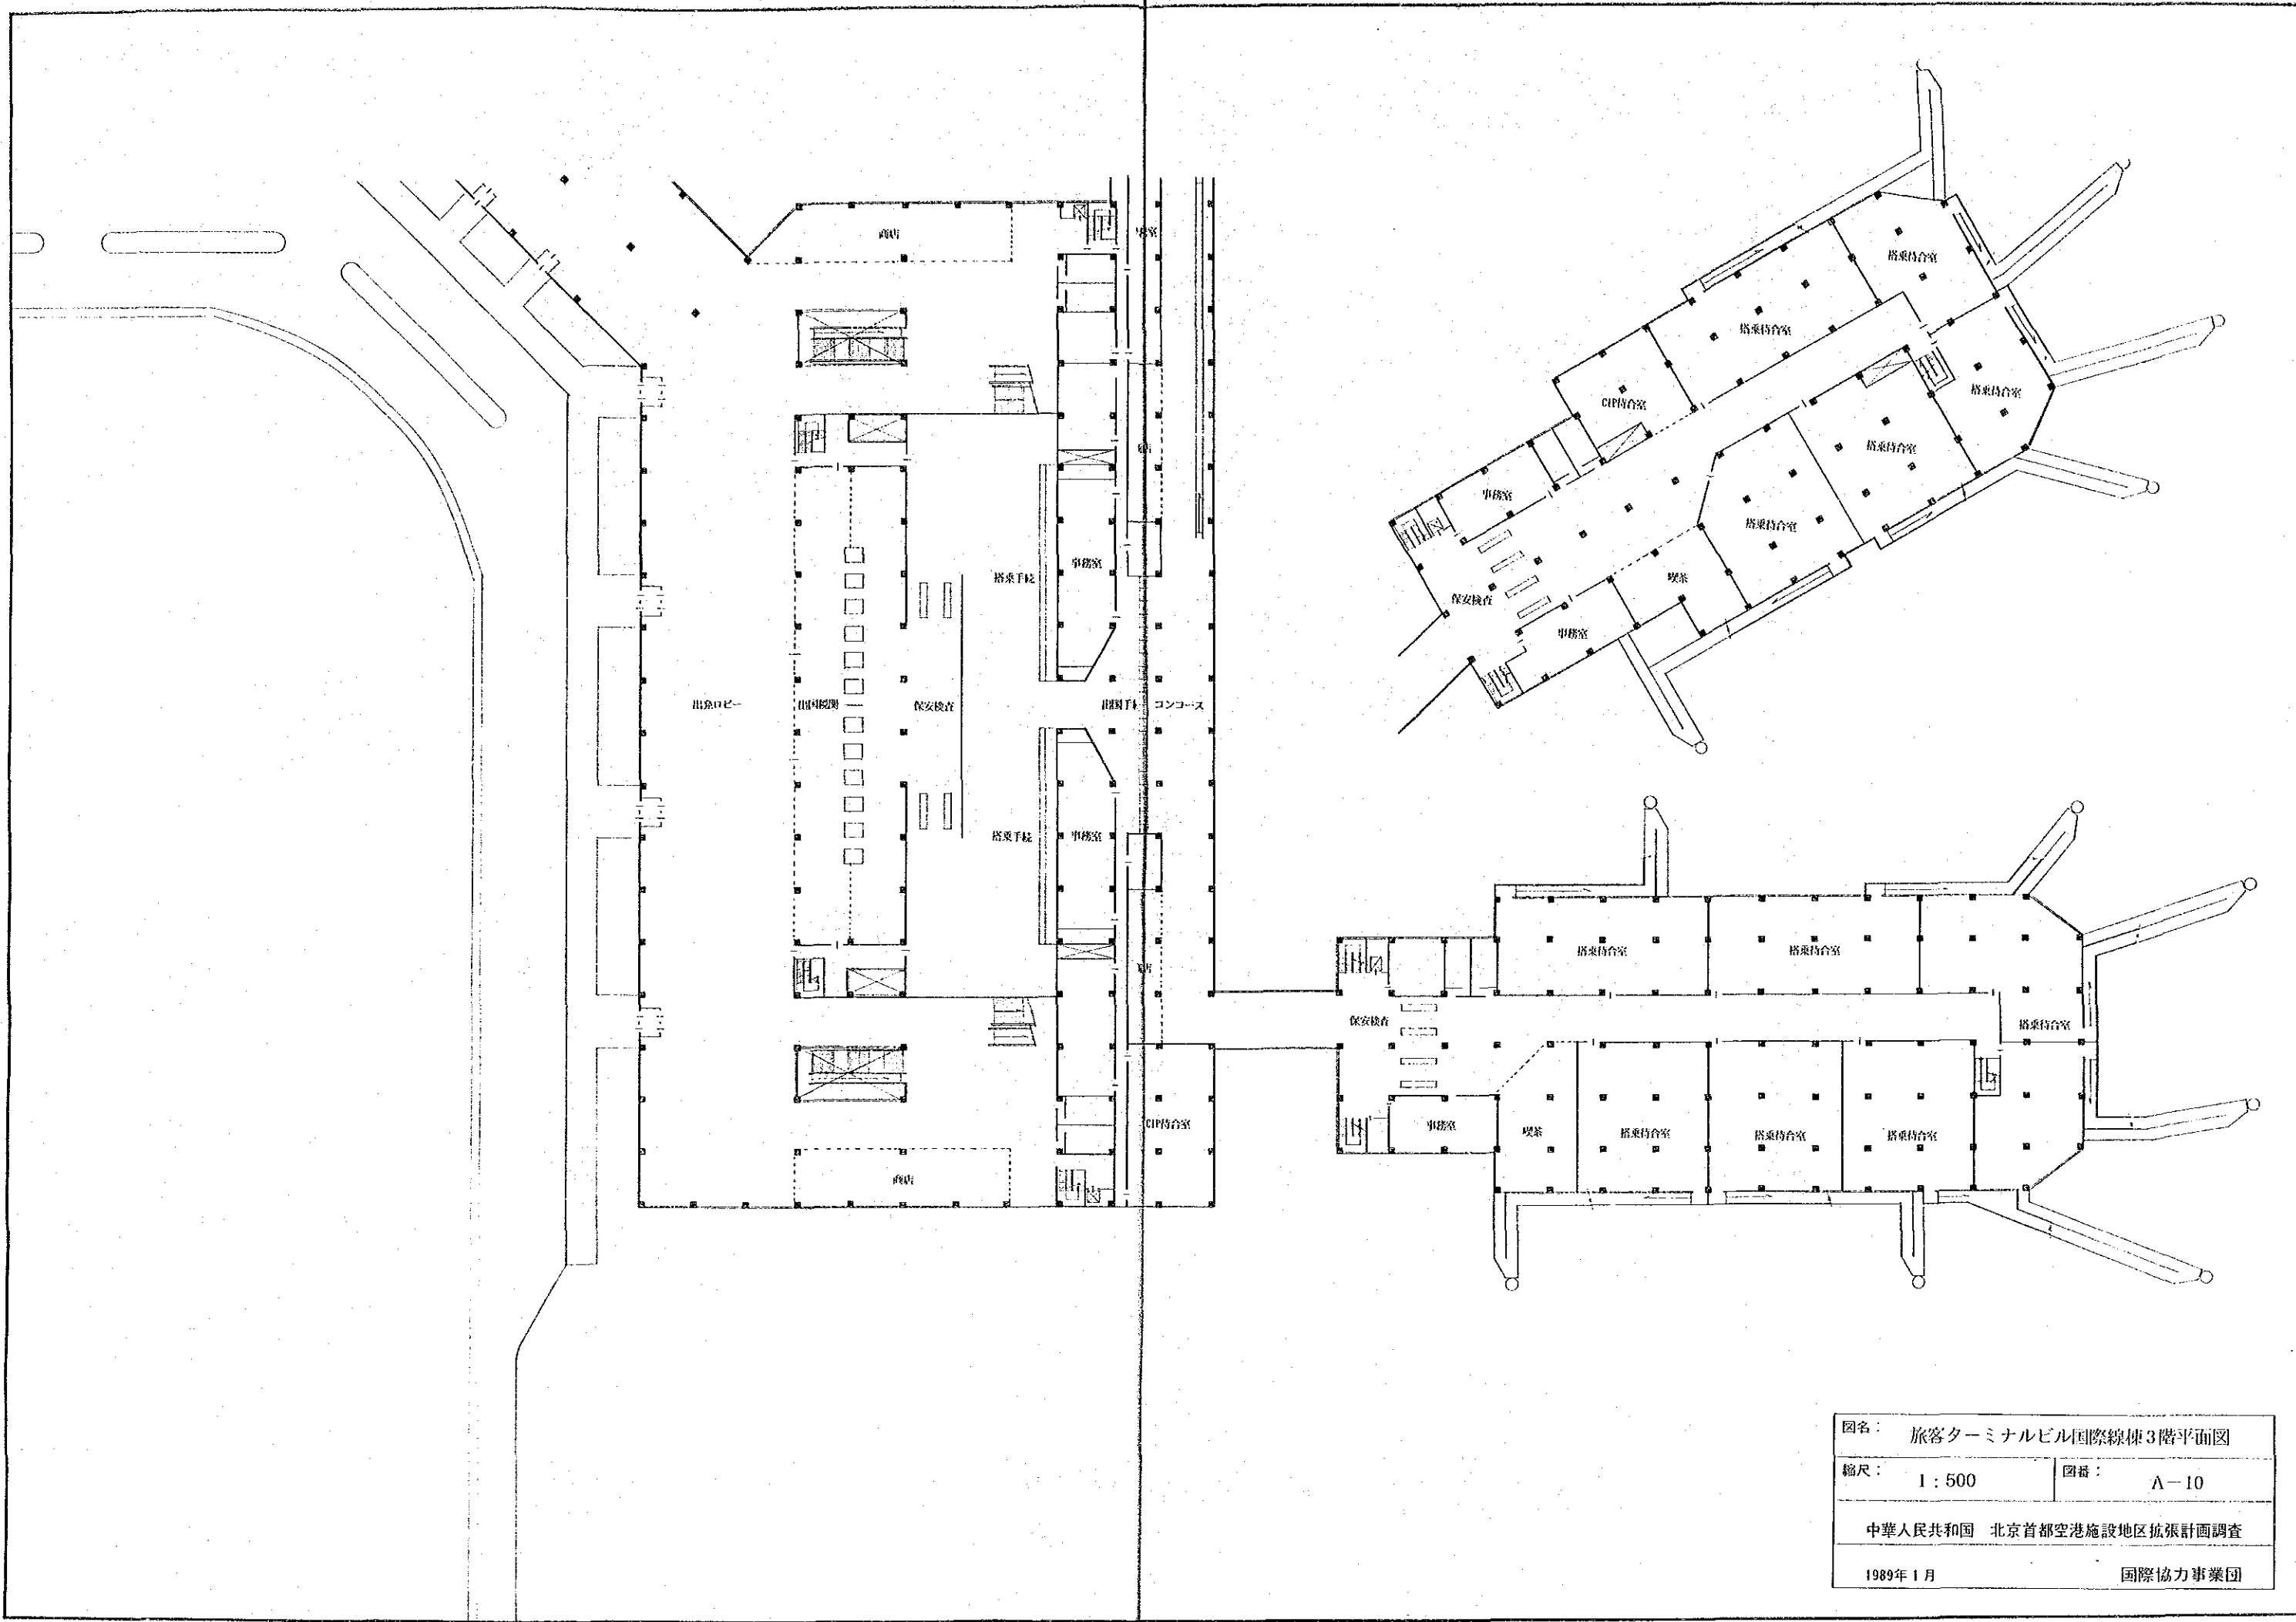 商店
搭乗待合室
搭乗待合室
CIP待合室
搭乗待合室
搭乗待合室
事務室
搭乗待合室
喫茶
保安検査
事務室
搭乗手続
事務室
出発ロビー
出国税関
保安検査
コンコース
搭乗手続
事務室
搭乗待合室
搭乗待合室
保安検査
搭乗待合室
CIP待合室
事務室
喫茶
搭乗待合室
搭乗待合室
搭乗待合室
商店
図名： 旅客ターミナルビル国際線棟3階平面図
縮尺： 1：500 図番： A－10
中華人民共和国 北京首都空港施設地区拡張計画調査
1989年1月 国際協力事業団